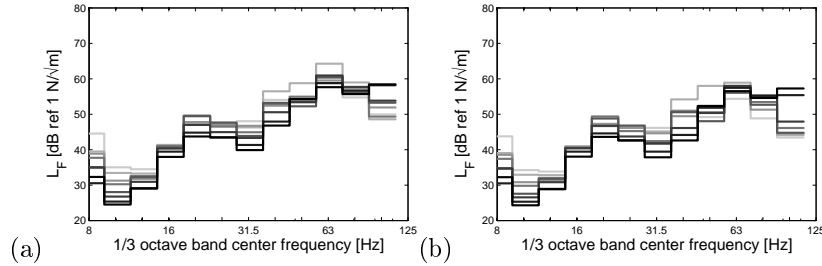 80
70
60
50
40
30
20
8 16 31.5 63 125
L_F [dB ref 1 N/√m]
1/3 octave band center frequency [Hz]
(a)
80
70
60
50
40
30
20
8 16 31.5 63 125
L_F [dB ref 1 N/√m]
1/3 octave band center frequency [Hz]
(b)